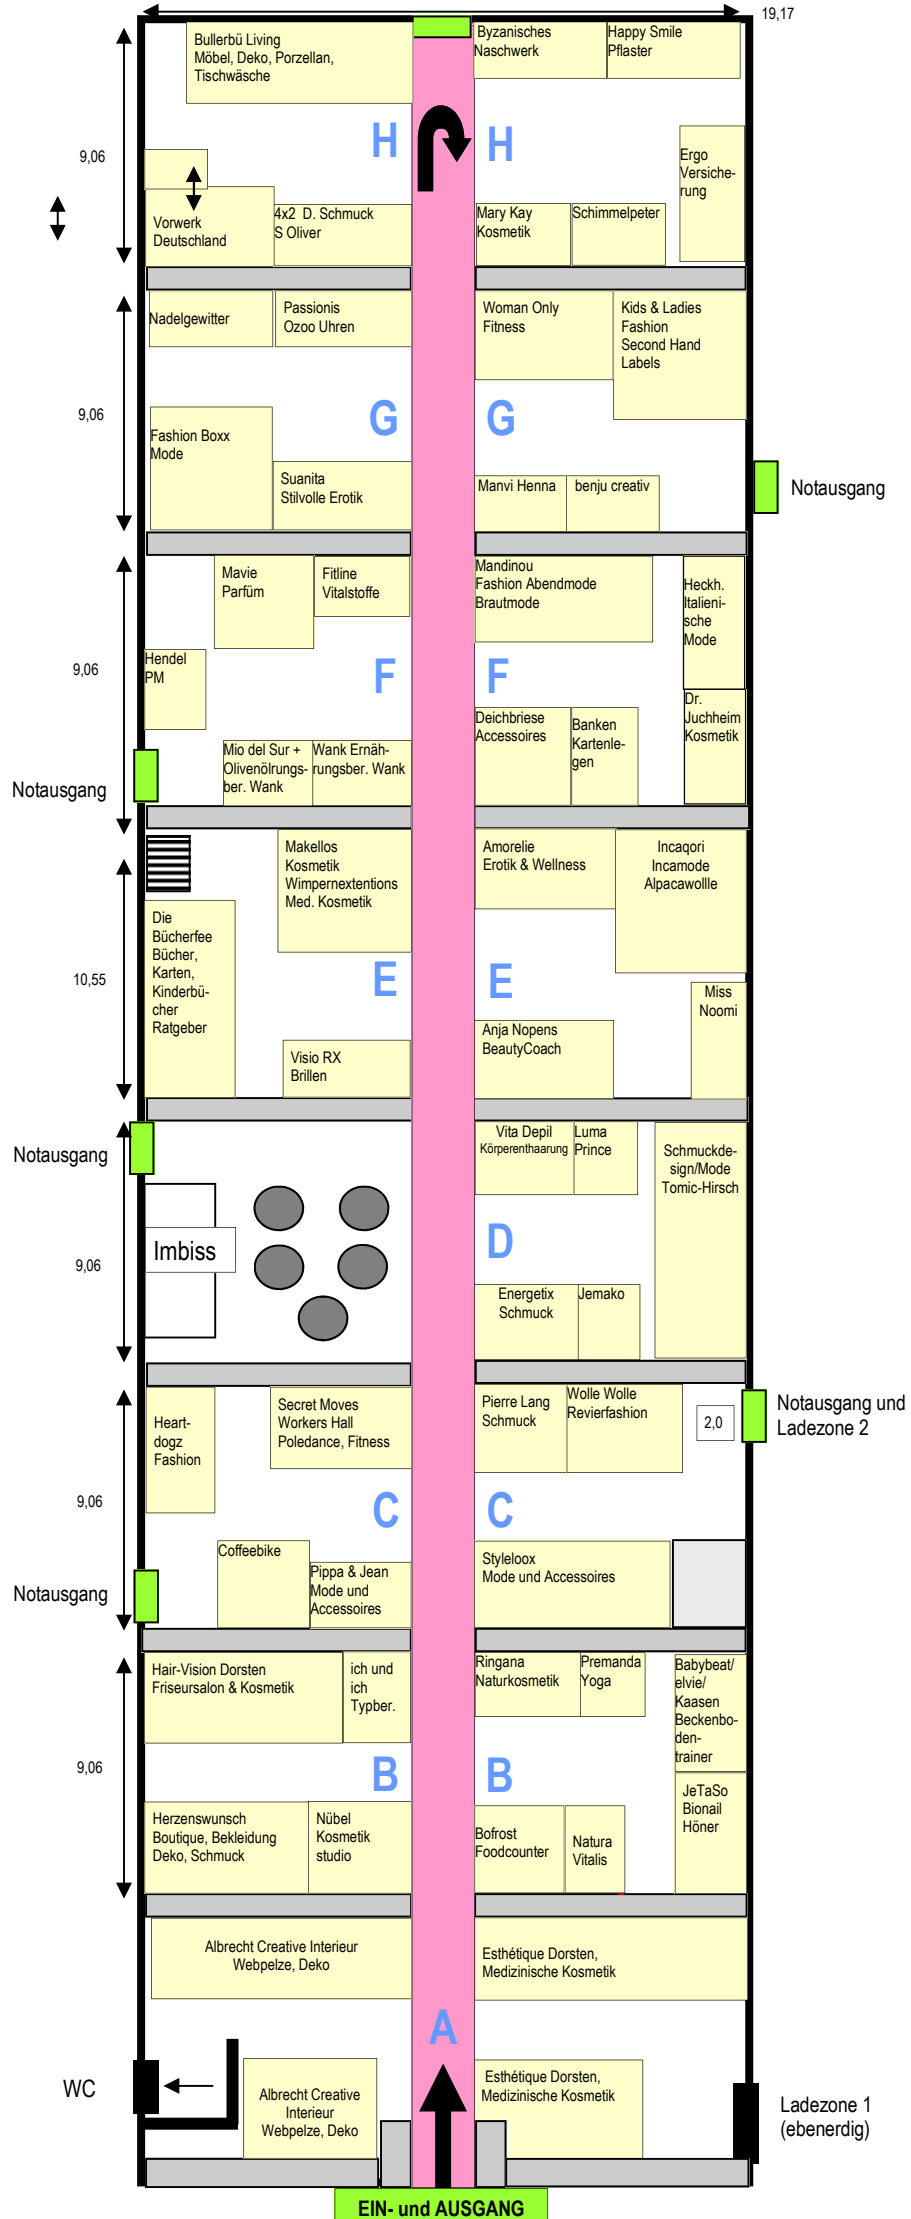 19,17
Bullerbü Living
Möbel, Deko, Porzellan,
Tischwäsche
Byzanisches
Naschwerk
Happy Smile
Pflaster
H
H
9,06
Ergo
Versiche-
rung
Vorwerk
Deutschland
4x2 D. Schmuck
S Oliver
Mary Kay
Kosmetik
Schimmelpeter
Nadelgewitter
Passionis
Ozoo Uhren
Woman Only
Fitness
Kids & Ladies
Fashion
Second Hand
Labels
9,06
G
G
Fashion Boxx
Mode
Suanita
Stilvolle Erotik
Manvi Henna
benju creativ
Notausgang
Mavie
Parfüm
Fitline
Vitalstoffe
Mandinou
Fashion Abendmode
Brautmode
Heckh.
Italieni-
sche
Mode
Hendel
PM
9,06
F
F
Dr.
Juchheim
Kosmetik
Deichbriese
Accessoires
Banken
Kartenle-
gen
Mio del Sur +
Olivenölrungs-
ber. Wank
Wank Ernäh-
rungsber. Wank
Notausgang
Makellos
Kosmetik
Wimpernextentions
Med. Kosmetik
Amorelie
Erotik & Wellness
Incaqori
Incamode
Alpacawollle
Die
Bücherfee
Bücher,
Karten,
Kinderbü-
cher
Ratgeber
10,55
E
E
Miss
Noomi
Anja Nopens
BeautyCoach
Visio RX
Brillen
Notausgang
Vita Depil
Körperenthaarung
Luma
Prince
Schmuckde-
sign/Mode
Tomic-Hirsch
Imbiss
D
9,06
Energetix
Schmuck
Jemako
Heart-
dogz
Fashion
Secret Moves
Workers Hall
Poledance, Fitness
Pierre Lang
Schmuck
Wolle Wolle
Revierfashion
2,0
Notausgang und
Ladezone 2
9,06
C
C
Coffeebike
Pippa & Jean
Mode und
Accessoires
Styleloox
Mode und Accessoires
Notausgang
Hair-Vision Dorsten
Friseursalon & Kosmetik
ich und
ich
Typber.
Ringana
Naturkosmetik
Premanda
Yoga
Babybeat/
elvie/
Kaasen
Beckenbo-
den-
trainer
9,06
B
B
JeTaSo
Bionail
Höner
Herzenswunsch
Boutique, Bekleidung
Deko, Schmuck
Nübel
Kosmetik
studio
Bofrost
Foodcounter
Natura
Vitalis
Albrecht Creative Interieur
Webpelze, Deko
Esthétique Dorsten,
Medizinische Kosmetik
A
WC
Albrecht Creative
Interieur
Webpelze, Deko
Esthétique Dorsten,
Medizinische Kosmetik
Ladezone 1
(ebenerdig)
EIN- und AUSGANG